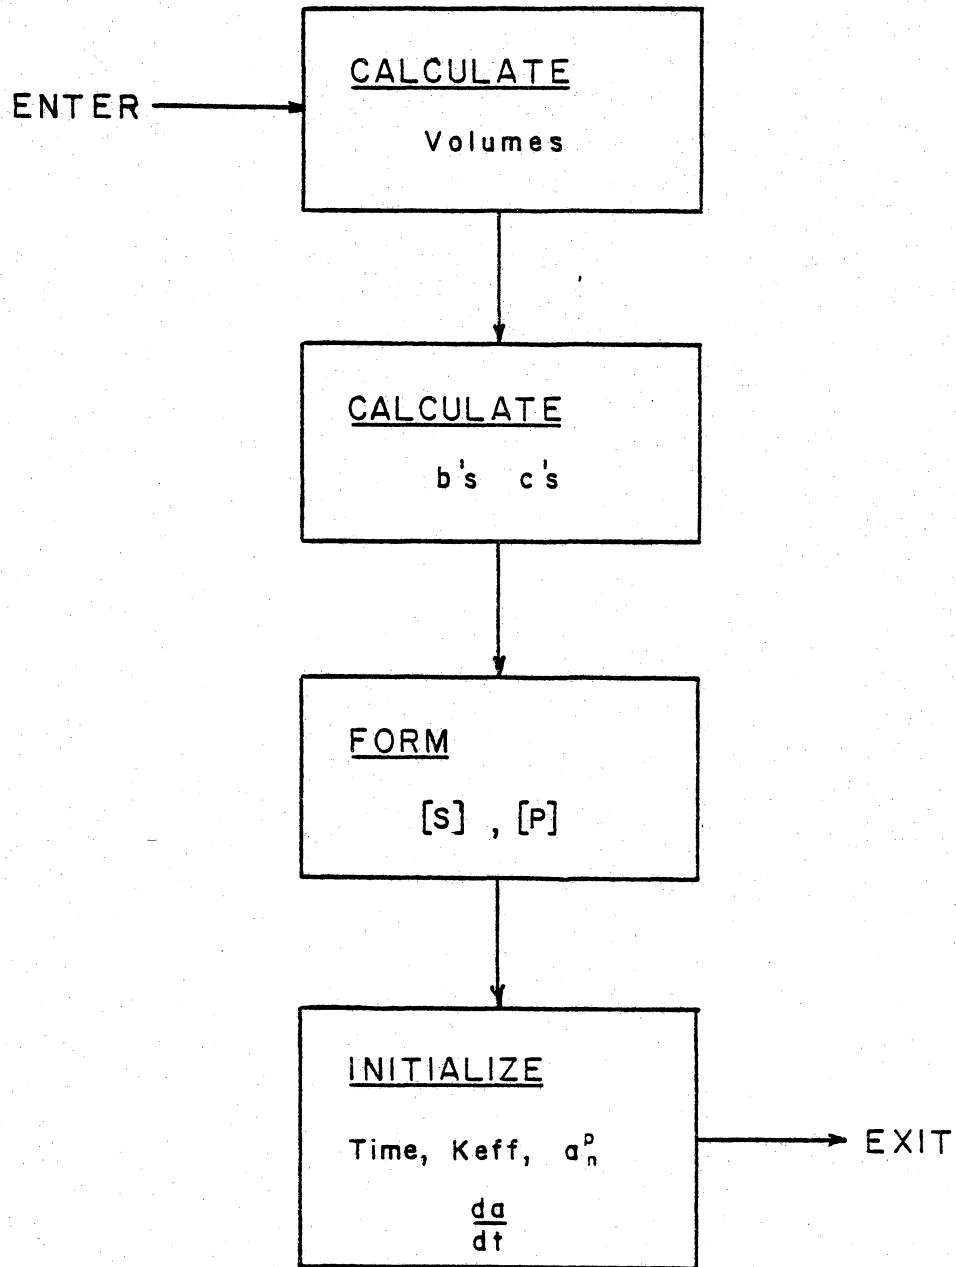 CALCULATE
ENTER
Volumes
CALCULATE
b's c's
FORM
[S] , [P]
INITIALIZE
Time, Keff, a_n^p
EXIT
da
dt